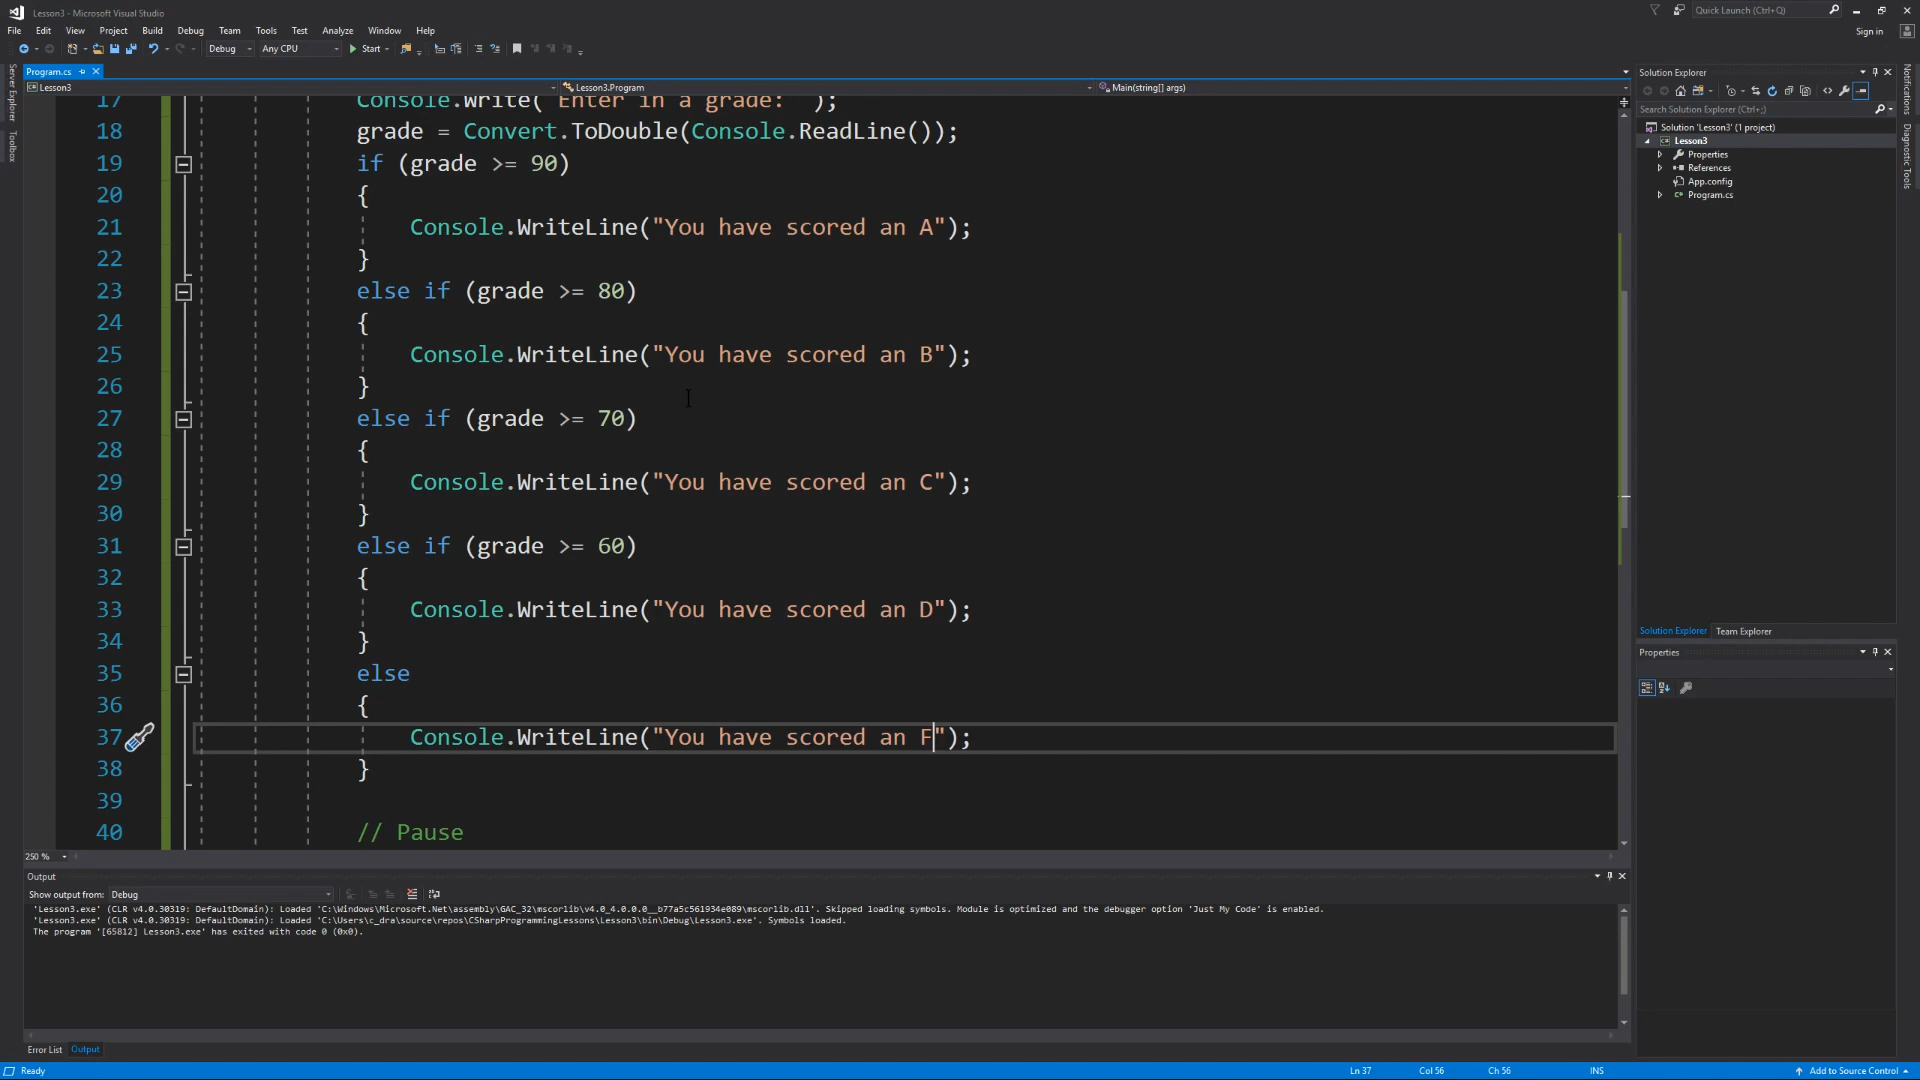 Lesson3 - Microsoft Visual Studio
Quick Launch (Ctrl+Q)
File Edit View Project Build Debug Team Tools Test Analyze Window Help
Sign in
Debug Any CPU Start
Server Explorer
Toolbox
Program.cs
Lesson3 Lesson3.Program Main(string[] args)
17 Console.Write("Enter in a grade: ");
18 grade = Convert.ToDouble(Console.ReadLine());
19 if (grade >= 90)
20 {
21 Console.WriteLine("You have scored an A");
22 }
23 else if (grade >= 80)
24 {
25 Console.WriteLine("You have scored an B");
26 }
27 else if (grade >= 70)
28 {
29 Console.WriteLine("You have scored an C");
30 }
31 else if (grade >= 60)
32 {
33 Console.WriteLine("You have scored an D");
34 }
35 else
36 {
37 Console.WriteLine("You have scored an F");
38 }
39
40 // Pause
250 %
Output
Show output from: Debug
'Lesson3.exe' (CLR v4.0.30319: DefaultDomain): Loaded 'C:\Windows\Microsoft.Net\assembly\GAC_32\mscorlib\v4.0_4.0.0.0__b77a5c561934e089\mscorlib.dll'. Skipped loading symbols. Module is optimized and the debugger option 'Just My Code' is enabled.
'Lesson3.exe' (CLR v4.0.30319: DefaultDomain): Loaded 'C:\Users\c_dra\source\repos\CSharpProgrammingLessons\Lesson3\bin\Debug\Lesson3.exe'. Symbols loaded.
The program '[65812] Lesson3.exe' has exited with code 0 (0x0).
Error List Output
Ready Ln 37 Col 56 Ch 56 INS Add to Source Control
Solution Explorer
Search Solution Explorer (Ctrl+;)
Solution 'Lesson3' (1 project)
Lesson3
Properties
References
App.config
Program.cs
Solution Explorer Team Explorer
Properties
Notifications
Diagnostic Tools